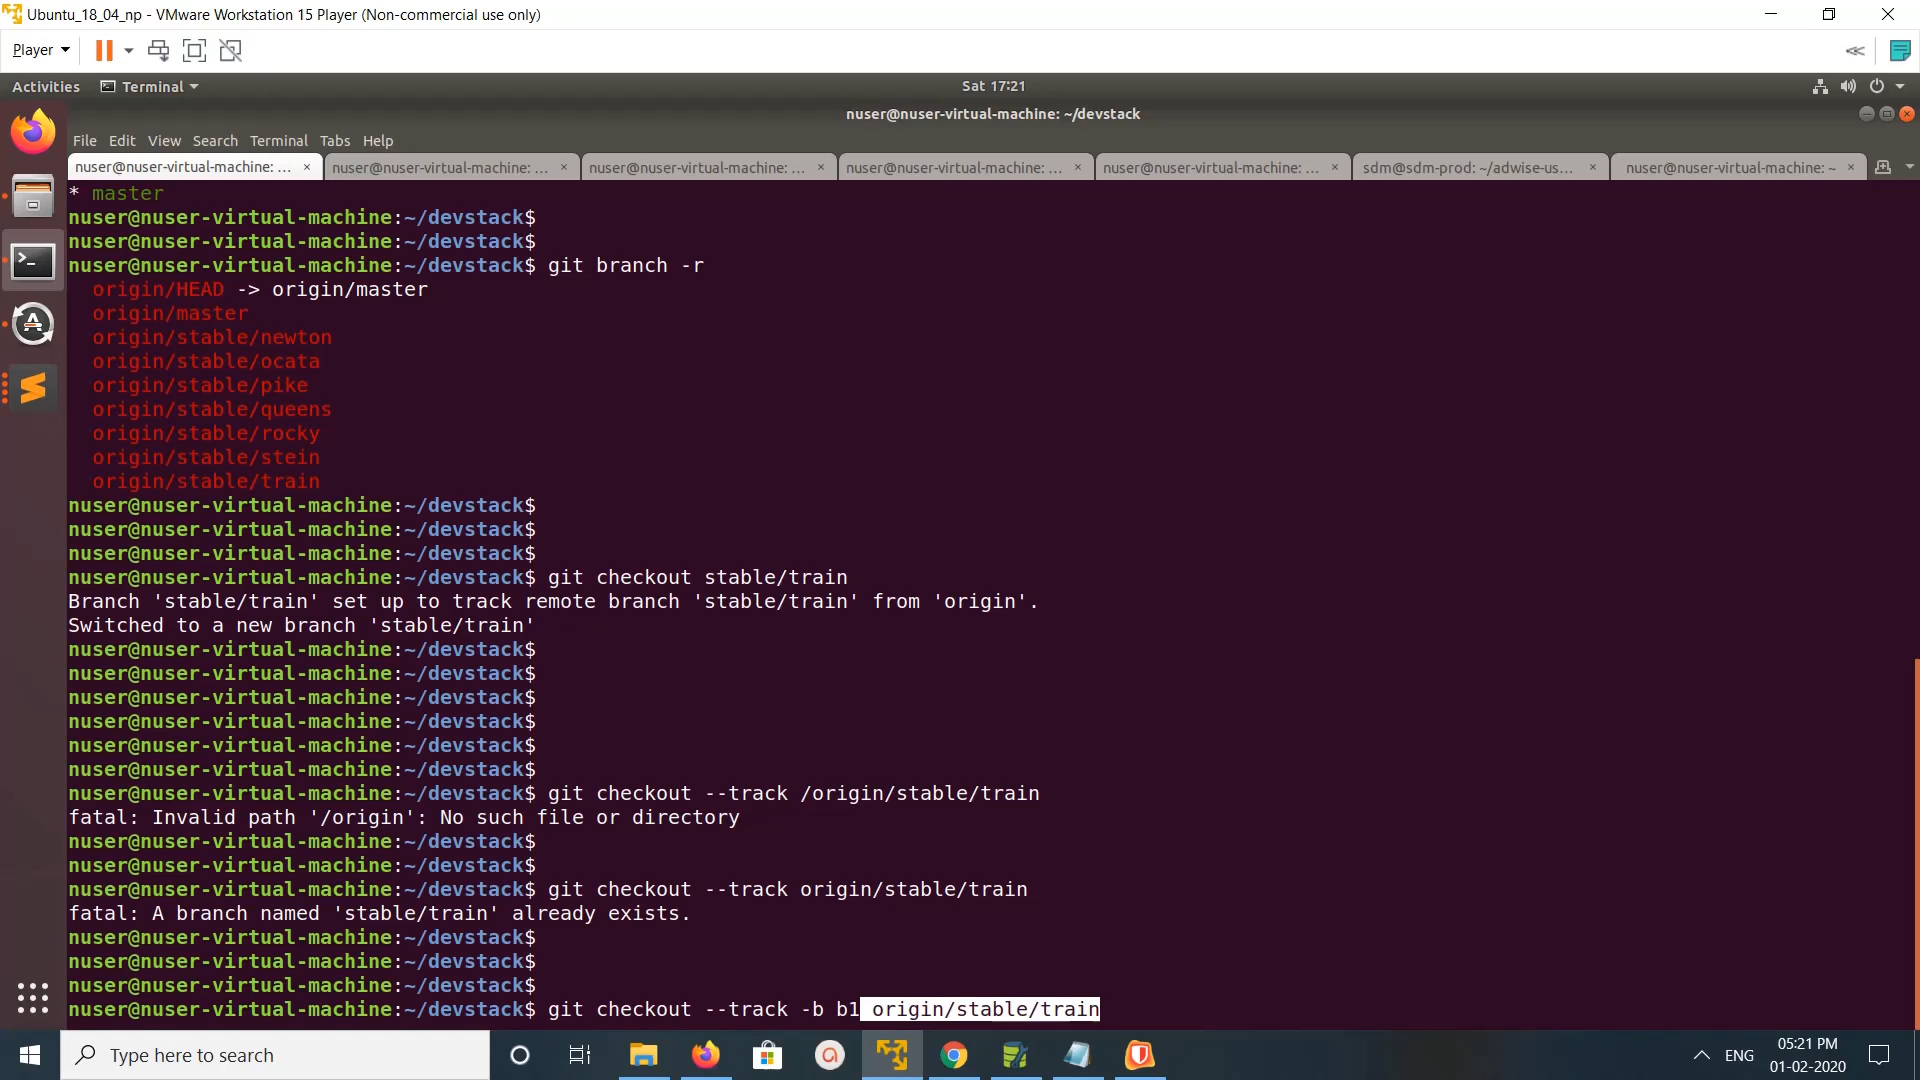 Ubuntu_18_04_np - VMware Workstation 15 Player (Non-commercial use only)
Player
Activities Terminal Sat 17:21
nuser@nuser-virtual-machine: ~/devstack
File Edit View Search Terminal Tabs Help
nuser@nuser-virtual-machine: ... × nuser@nuser-virtual-machine: ... × nuser@nuser-virtual-machine: ... × nuser@nuser-virtual-machine: ... × nuser@nuser-virtual-machine: ... × sdm@sdm-prod: ~/adwise-us... × nuser@nuser-virtual-machine: ~ ×
* master
nuser@nuser-virtual-machine:~/devstack$
nuser@nuser-virtual-machine:~/devstack$
nuser@nuser-virtual-machine:~/devstack$ git branch -r
origin/HEAD -> origin/master
origin/master
origin/stable/newton
origin/stable/ocata
origin/stable/pike
origin/stable/queens
origin/stable/rocky
origin/stable/stein
origin/stable/train
nuser@nuser-virtual-machine:~/devstack$
nuser@nuser-virtual-machine:~/devstack$
nuser@nuser-virtual-machine:~/devstack$
nuser@nuser-virtual-machine:~/devstack$ git checkout stable/train
Branch 'stable/train' set up to track remote branch 'stable/train' from 'origin'.
Switched to a new branch 'stable/train'
nuser@nuser-virtual-machine:~/devstack$
nuser@nuser-virtual-machine:~/devstack$
nuser@nuser-virtual-machine:~/devstack$
nuser@nuser-virtual-machine:~/devstack$
nuser@nuser-virtual-machine:~/devstack$
nuser@nuser-virtual-machine:~/devstack$
nuser@nuser-virtual-machine:~/devstack$ git checkout --track /origin/stable/train
fatal: Invalid path '/origin': No such file or directory
nuser@nuser-virtual-machine:~/devstack$
nuser@nuser-virtual-machine:~/devstack$
nuser@nuser-virtual-machine:~/devstack$ git checkout --track origin/stable/train
fatal: A branch named 'stable/train' already exists.
nuser@nuser-virtual-machine:~/devstack$
nuser@nuser-virtual-machine:~/devstack$
nuser@nuser-virtual-machine:~/devstack$
nuser@nuser-virtual-machine:~/devstack$ git checkout --track -b b1 origin/stable/train
Type here to search
ENG
05:21 PM
01-02-2020